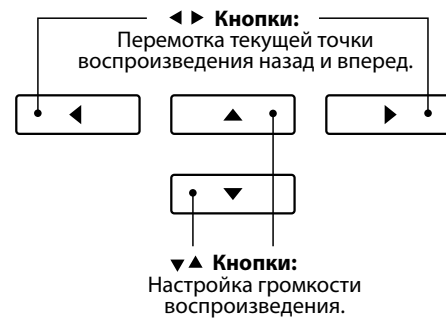 ◀ ▶ Кнопки:
Перемотка текущей точки
воспроизведения назад и вперед.
▼▲ Кнопки:
Настройка громкости
воспроизведения.